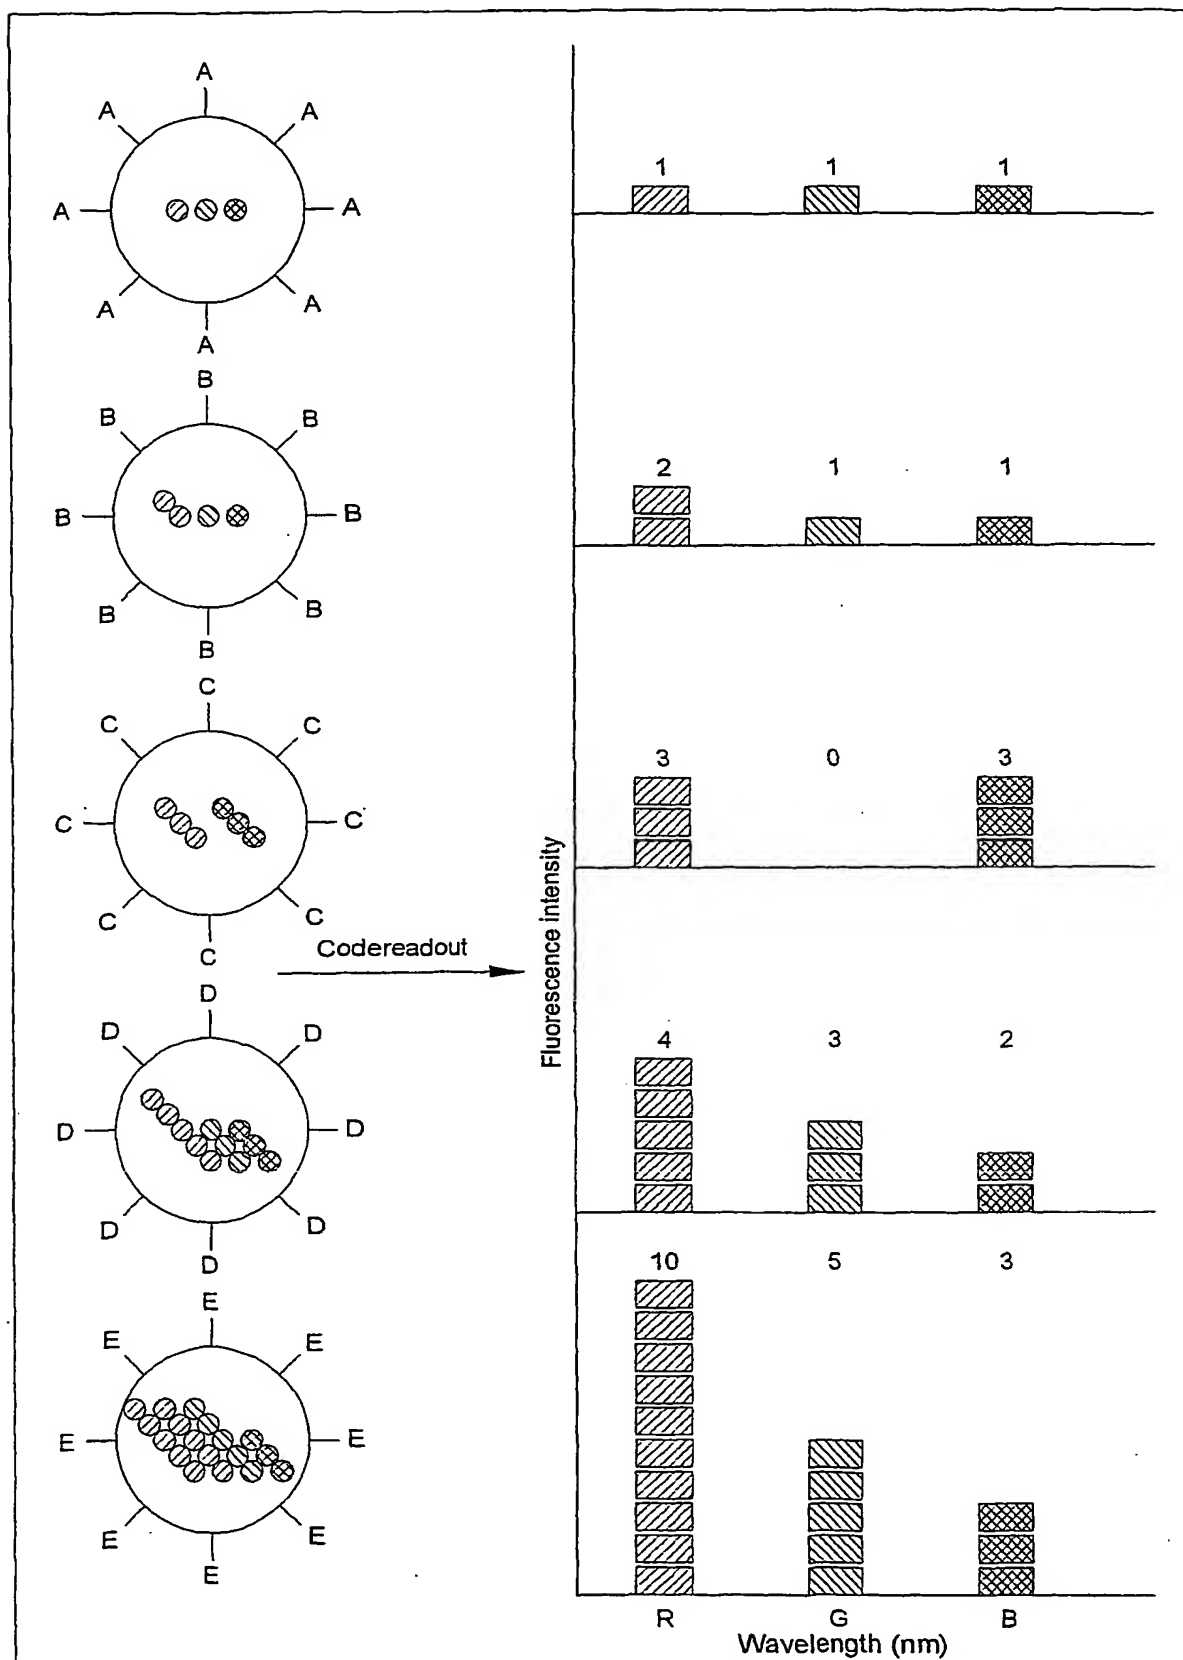 A
A A
A A
A A
A
B
B B
B B
B B
B
C
C C
C C
C C
C
D
D D
D D
D D
D
E
E E
E E
E E
E
Codereadout
Fluorescence intensity
1 1 1
2 1 1
3 0 3
4 3 2
10 5 3
R G B
Wavelength (nm)